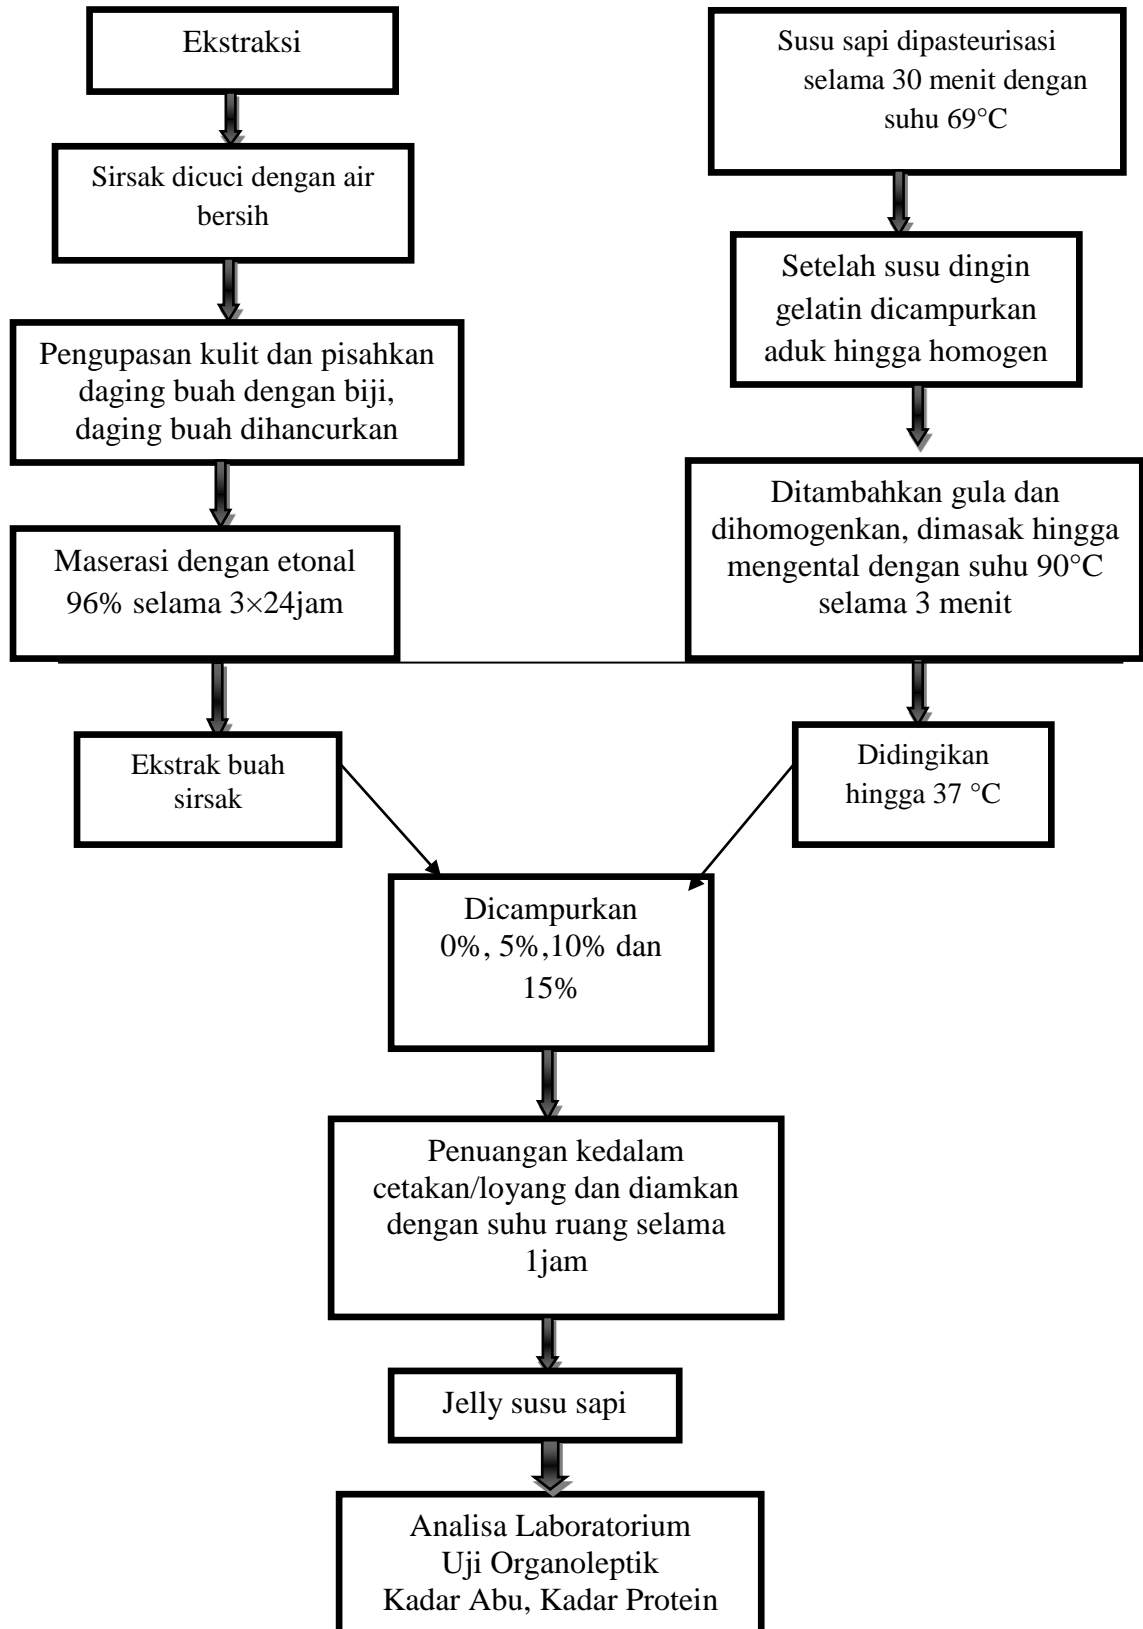 Ekstraksi
Sirsak dicuci dengan air
bersih
Pengupasan kulit dan pisahkan
daging buah dengan biji,
daging buah dihancurkan
Maserasi dengan etonal
96% selama 3×24jam
Ekstrak buah
sirsak
Susu sapi dipasteurisasi
selama 30 menit dengan
suhu 69°C
Setelah susu dingin
gelatin dicampurkan
aduk hingga homogen
Ditambahkan gula dan
dihomogenkan, dimasak hingga
mengental dengan suhu 90°C
selama 3 menit
Didingikan
hingga 37 °C
Dicampurkan
0%, 5%,10% dan
15%
Penuangan kedalam
cetakan/loyang dan diamkan
dengan suhu ruang selama
1jam
Jelly susu sapi
Analisa Laboratorium
Uji Organoleptik
Kadar Abu, Kadar Protein